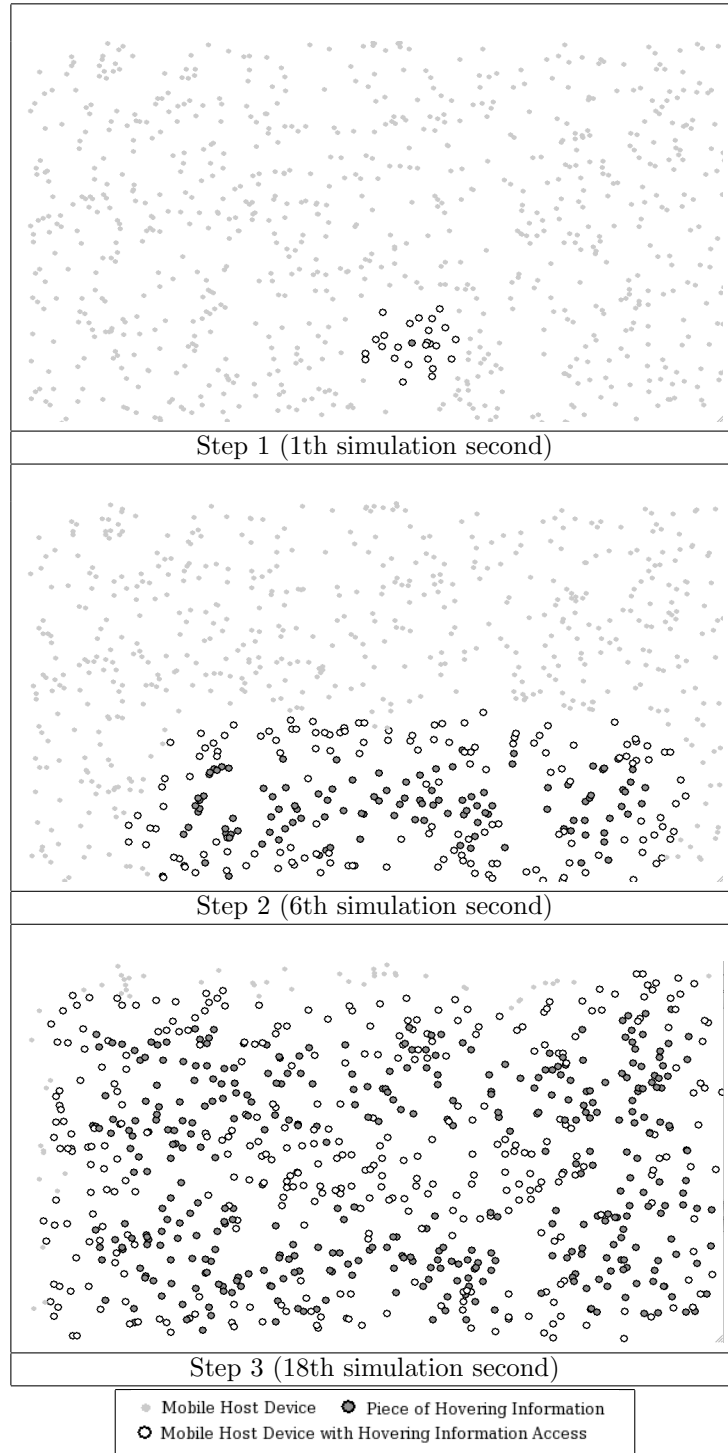 Step 1 (1th simulation second)
Step 2 (6th simulation second)
Step 3 (18th simulation second)
Mobile Host Device Piece of Hovering Information
Mobile Host Device with Hovering Information Access